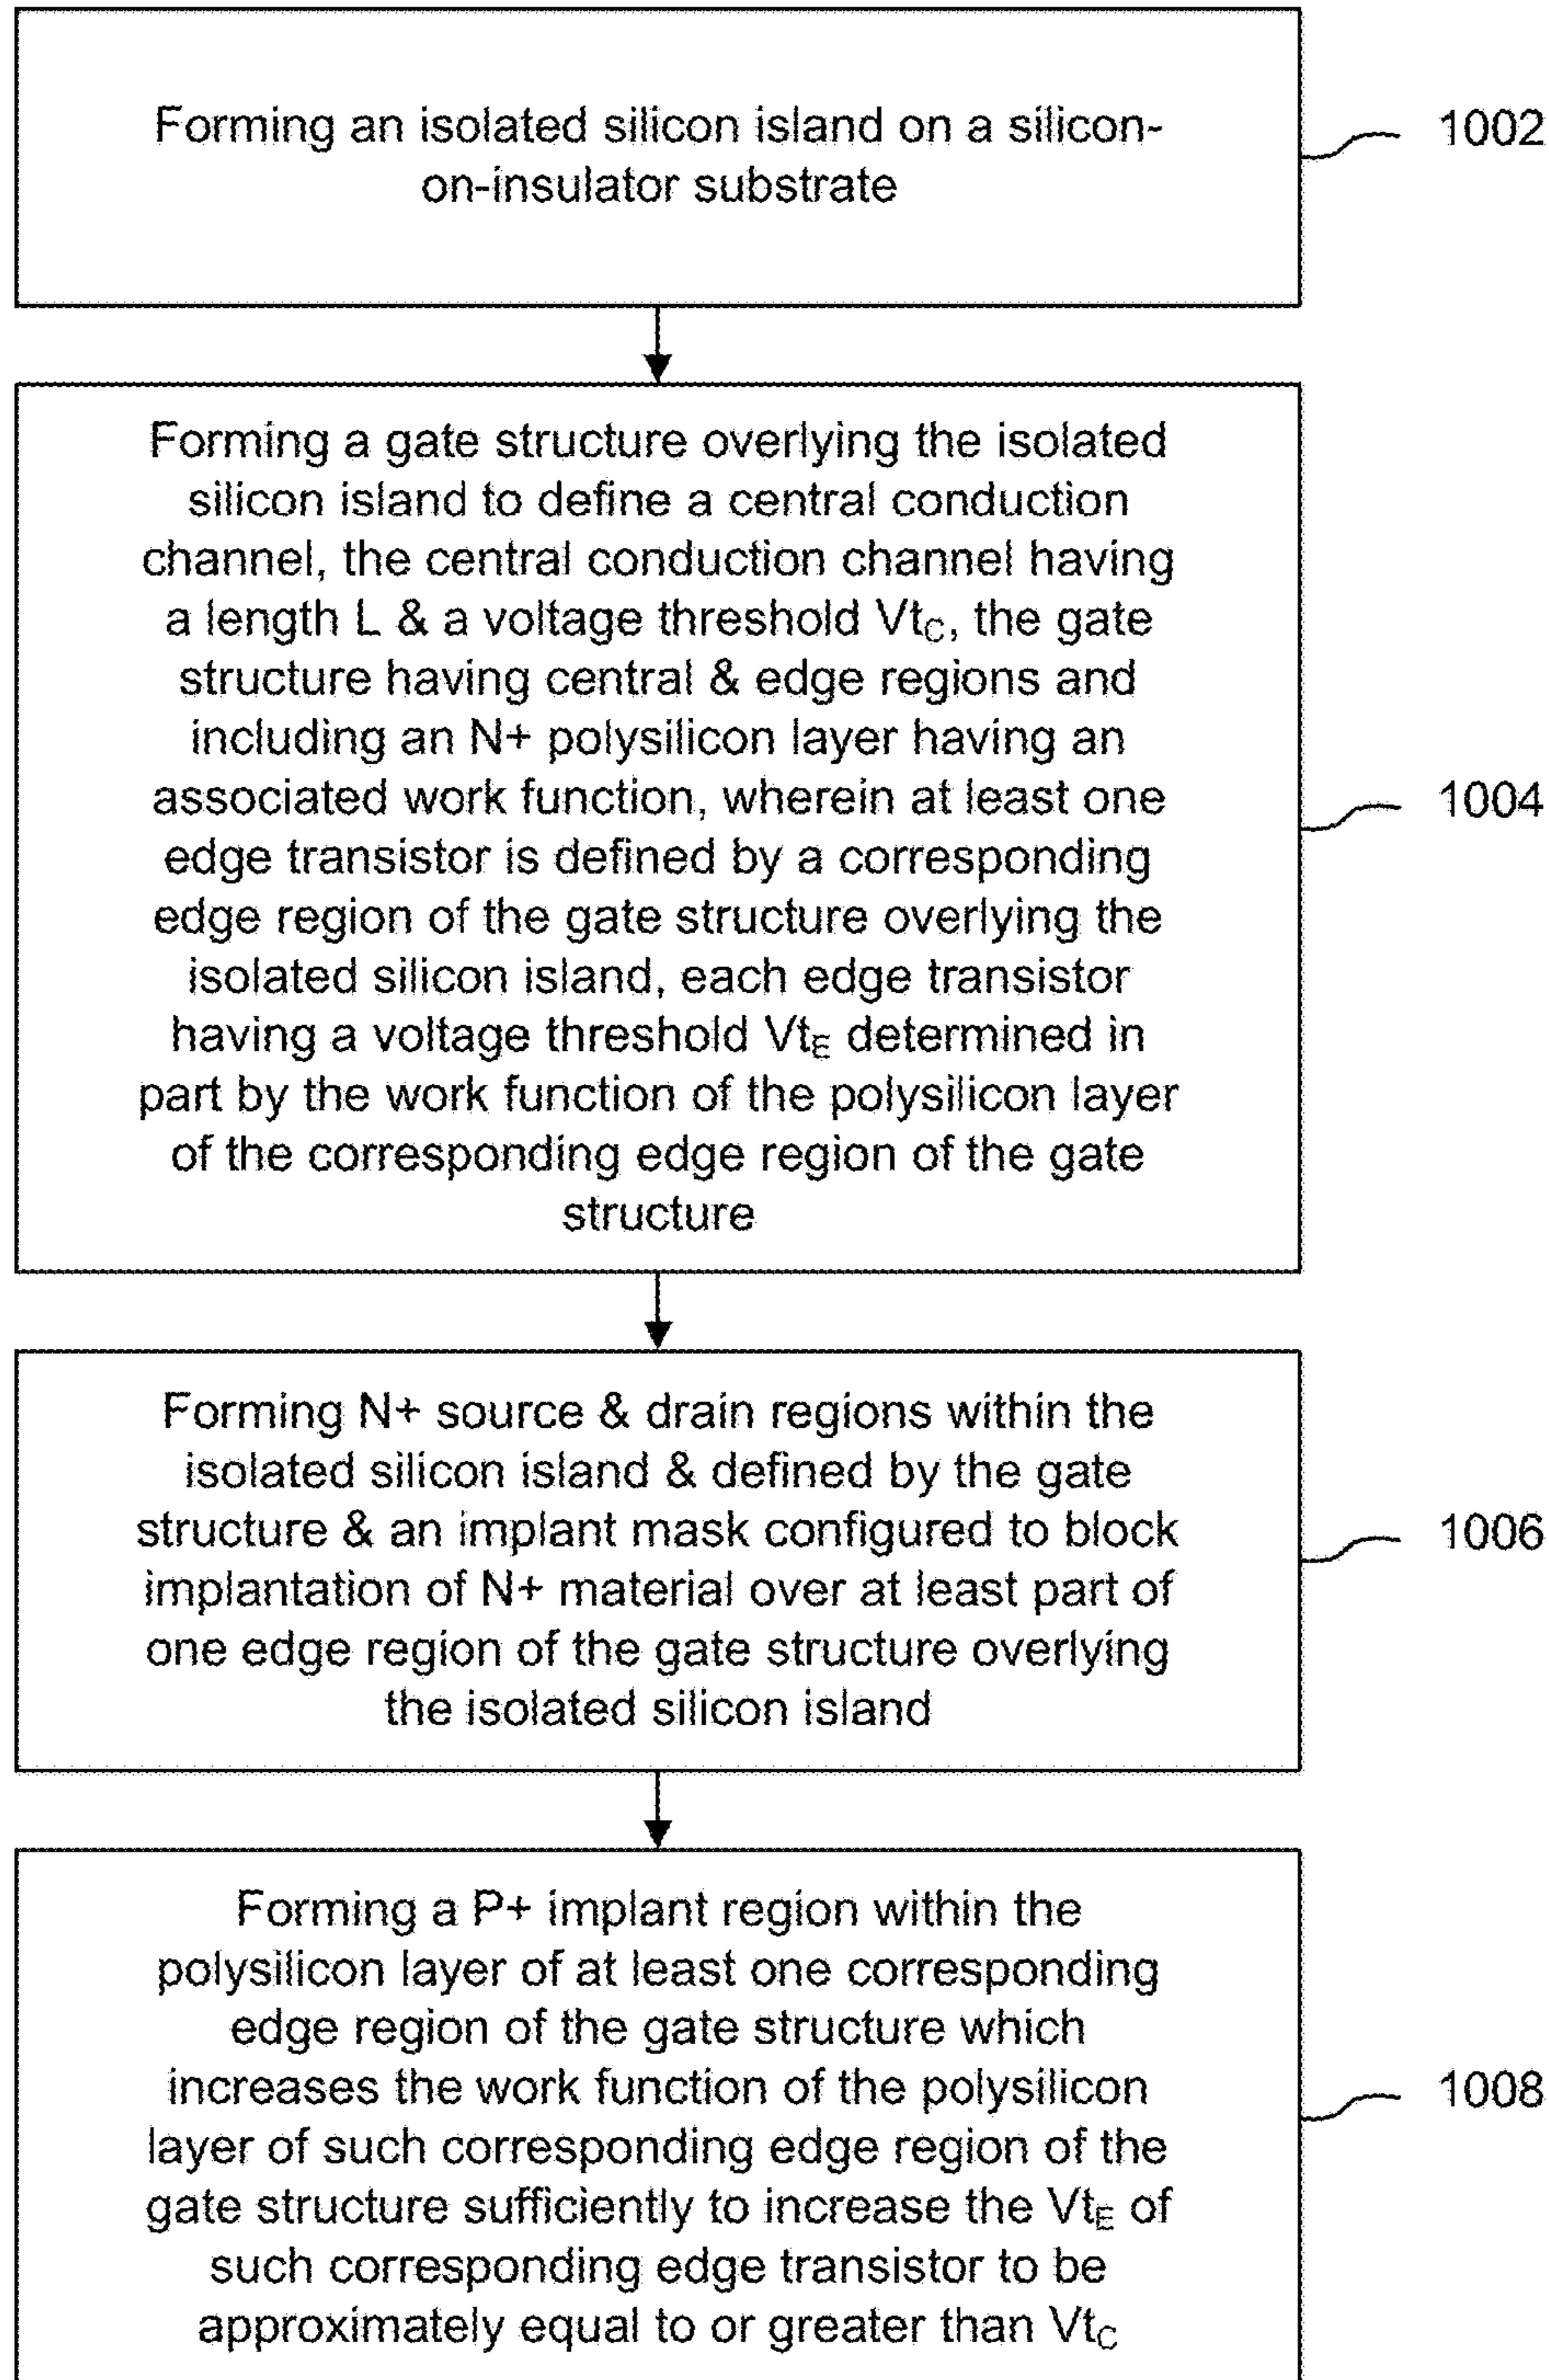 Forming an isolated silicon island on a silicon-
on-insulator substrate
1002
Forming a gate structure overlying the isolated
silicon island to define a central conduction
channel, the central conduction channel having
a length L & a voltage threshold Vt_C, the gate
structure having central & edge regions and
including an N+ polysilicon layer having an
associated work function, wherein at least one
edge transistor is defined by a corresponding
edge region of the gate structure overlying the
isolated silicon island, each edge transistor
having a voltage threshold Vt_E determined in
part by the work function of the polysilicon layer
of the corresponding edge region of the gate
structure
1004
Forming N+ source & drain regions within the
isolated silicon island & defined by the gate
structure & an implant mask configured to block
implantation of N+ material over at least part of
one edge region of the gate structure overlying
the isolated silicon island
1006
Forming a P+ implant region within the
polysilicon layer of at least one corresponding
edge region of the gate structure which
increases the work function of the polysilicon
layer of such corresponding edge region of the
gate structure sufficiently to increase the Vt_E of
such corresponding edge transistor to be
approximately equal to or greater than Vt_C
1008